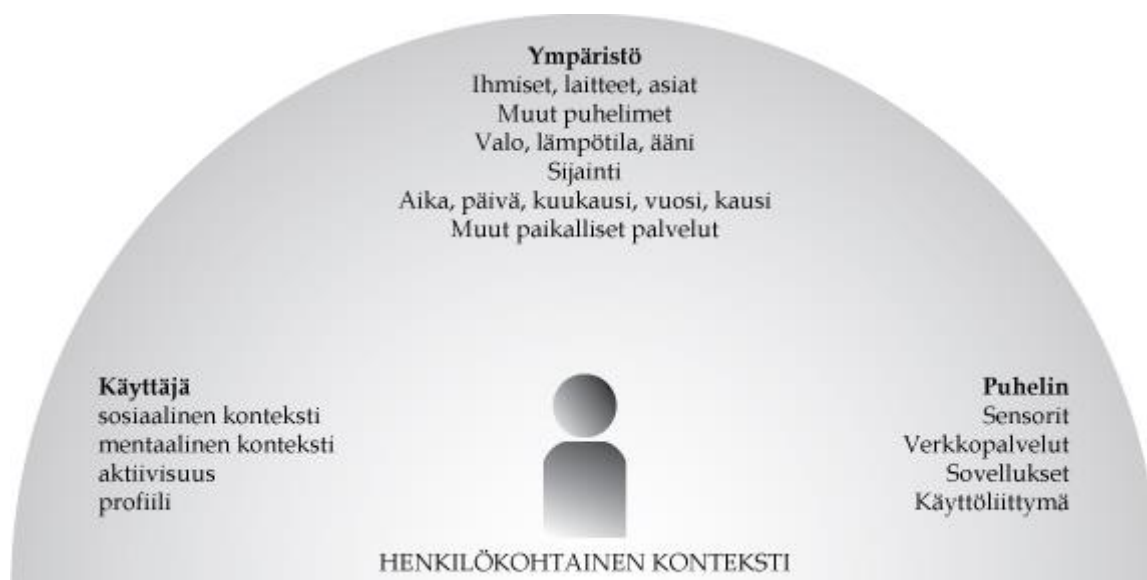 Ympäristö
Ihmiset, laitteet, asiat
Muut puhelimet
Valo, lämpötila, ääni
Sijainti
Aika, päivä, kuukausi, vuosi, kausi
Muut paikalliset palvelut
Käyttäjä
sosiaalinen konteksti
mentaalinen konteksti
aktiivisuus
profiili
Puhelin
Sensorit
Verkkopalvelut
Sovellukset
Käyttöliittymä
HENKILÖKOHTAINEN KONTEKSTI